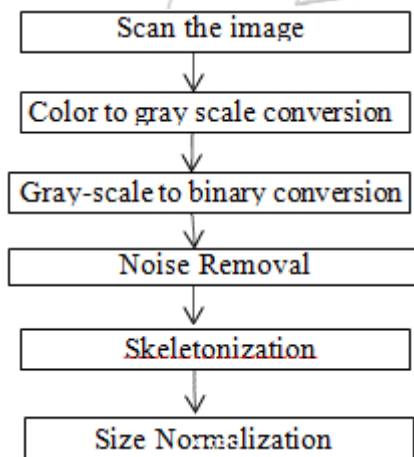 Scan the image
Color to gray scale conversion
Gray-scale to binary conversion
Noise Removal
Skeletonization
Size Normalization